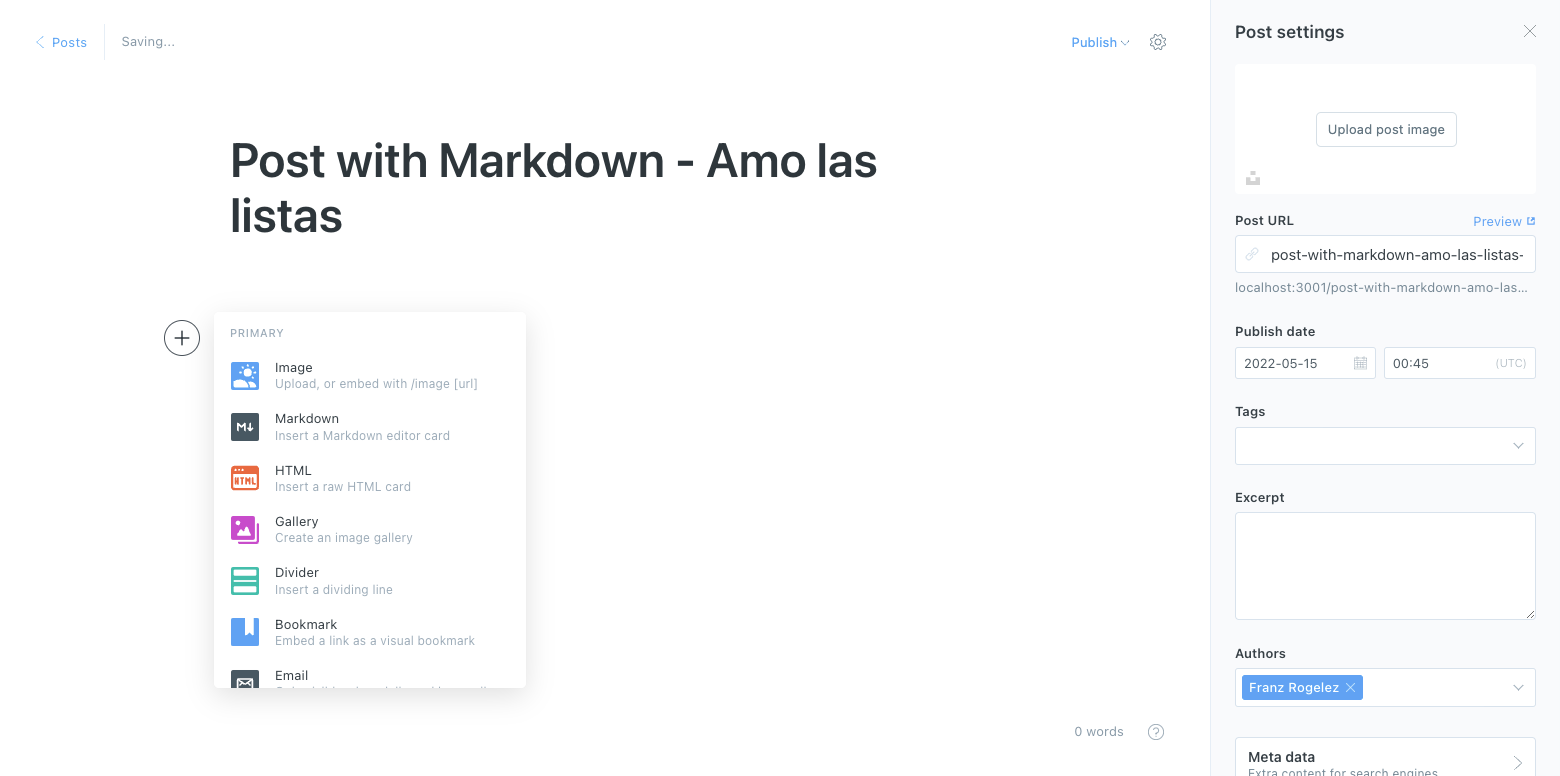 Posts
Saving...
Publish
Post with Markdown - Amo las
listas
PRIMARY
Image
Upload, or embed with /image [url]
Markdown
Insert a Markdown editor card
HTML
HTML
Insert a raw HTML card
Gallery
Create an image gallery
Divider
Insert a dividing line
Bookmark
Embed a link as a visual bookmark
Email
0 words
Post settings
Upload post image
Post URL
Preview
post-with-markdown-amo-las-listas-
localhost:3001/post-with-markdown-amo-las...
Publish date
2022-05-15
00:45
(UTC)
Tags
Excerpt
Authors
Franz Rogelez
Meta data
Extra content for search engines